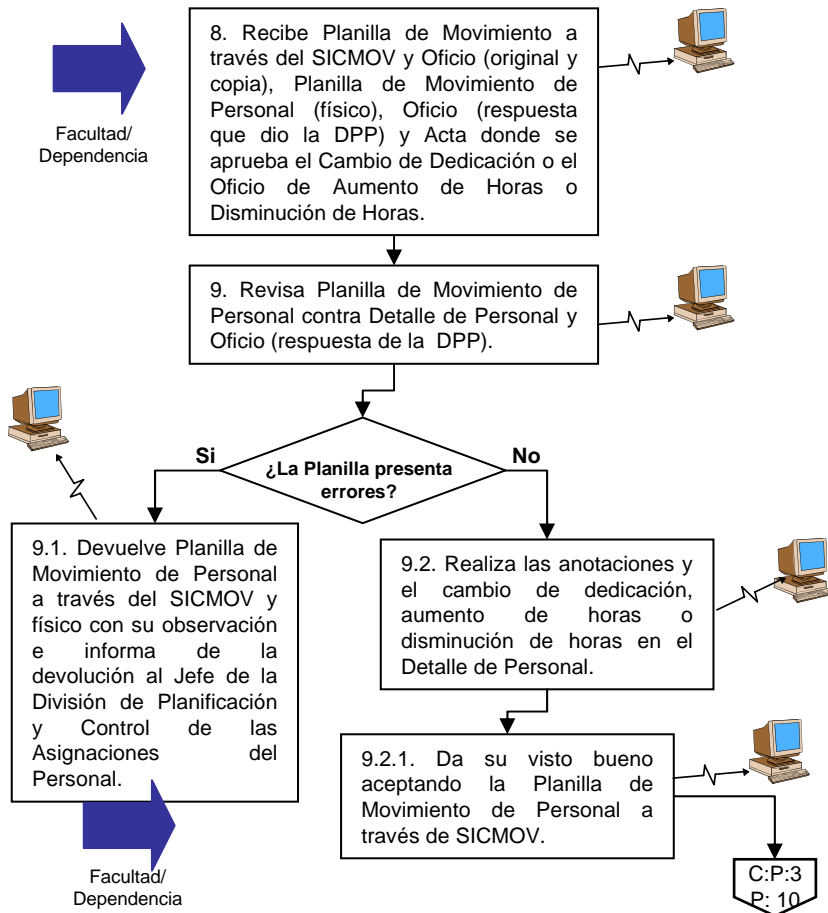 8. Recibe Planilla de Movimiento a
través del SICMOV y Oficio (original y
copia), Planilla de Movimiento de
Personal (físico), Oficio (respuesta
que dio la DPP) y Acta donde se
aprueba el Cambio de Dedicación o el
Oficio de Aumento de Horas o
Disminución de Horas.
Facultad/
Dependencia
9. Revisa Planilla de Movimiento de
Personal contra Detalle de Personal y
Oficio (respuesta de la DPP).
Si
¿La Planilla presenta
errores?
No
9.1. Devuelve Planilla de
Movimiento de Personal
a través del SICMOV y
físico con su observación
e informa de la
devolución al Jefe de la
División de Planificación
y Control de las
Asignaciones del
Personal.
9.2. Realiza las anotaciones y
el cambio de dedicación,
aumento de horas o
disminución de horas en el
Detalle de Personal.
9.2.1. Da su visto bueno
aceptando la Planilla de
Movimiento de Personal a
través de SICMOV.
Facultad/
Dependencia
C:P:3
P: 10